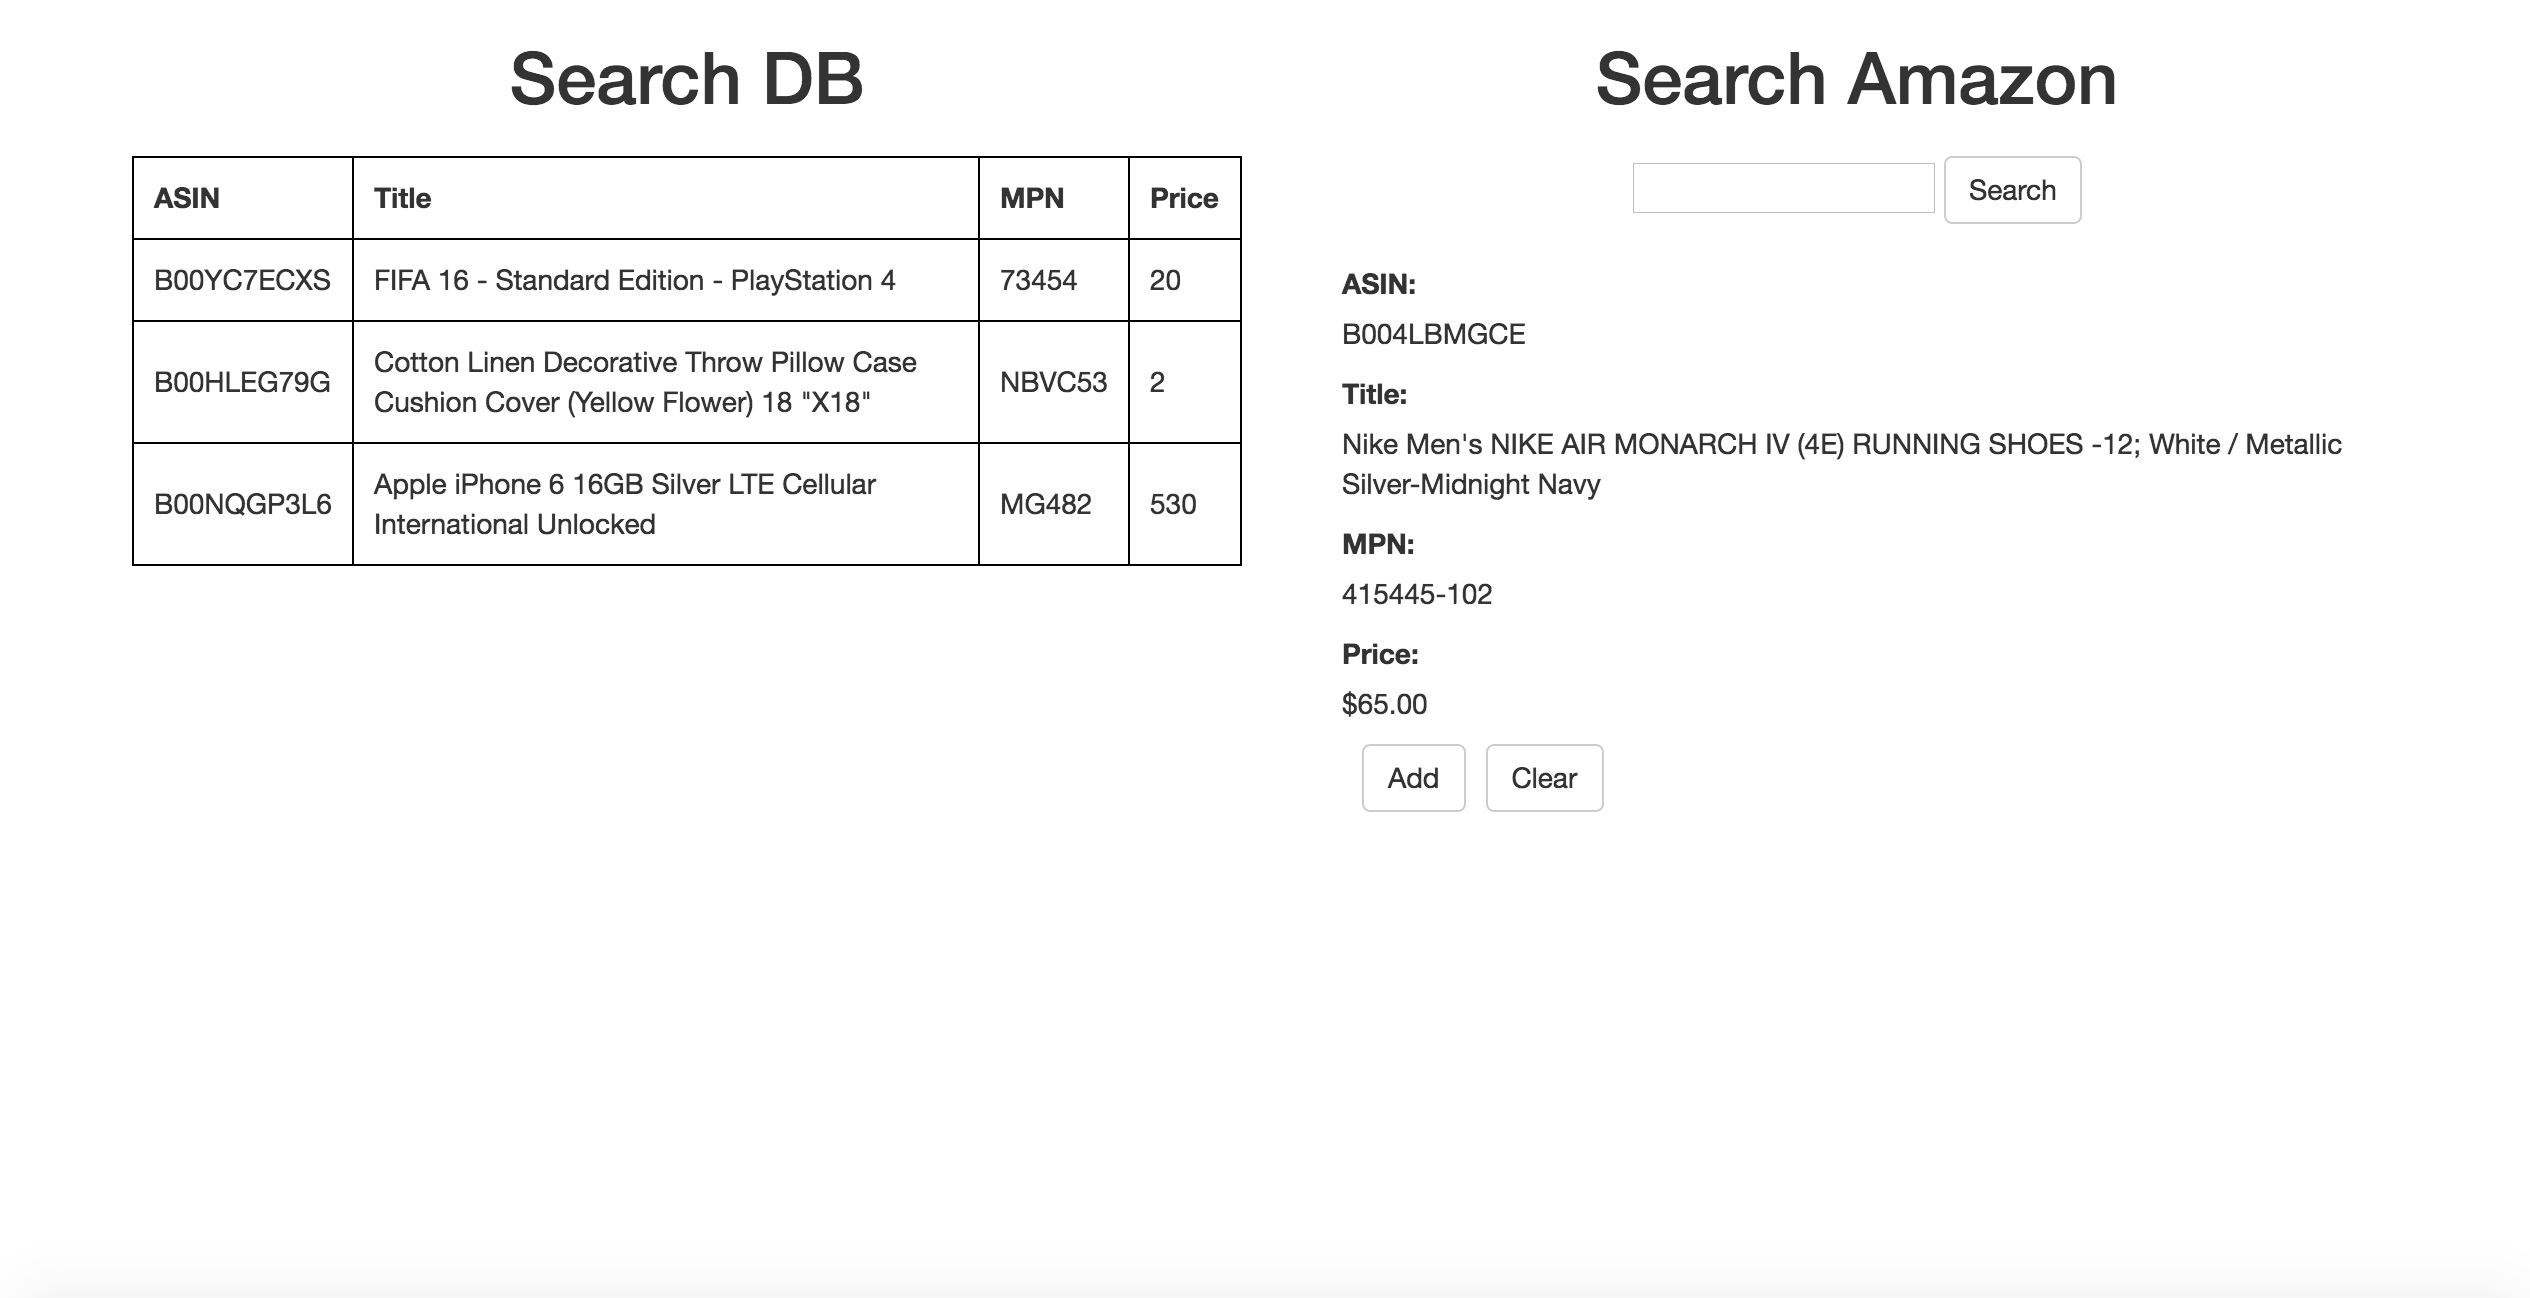 Search DB
ASIN Title MPN Price
B00YC7ECXS FIFA 16 - Standard Edition - PlayStation 4 73454 20
Cotton Linen Decorative Throw Pillow Case
B00HLEG79G NBVC53 2
Cushion Cover (Yellow Flower) 18 "X18"
Apple iPhone 6 16GB Silver LTE Cellular
B00NQGP3L6 MG482 530
International Unlocked
Search Amazon
Search
ASIN:
B004LBMGCE
Title:
Nike Men's NIKE AIR MONARCH IV (4E) RUNNING SHOES -12; White / Metallic
Silver-Midnight Navy
MPN:
415445-102
Price:
$65.00
Add Clear